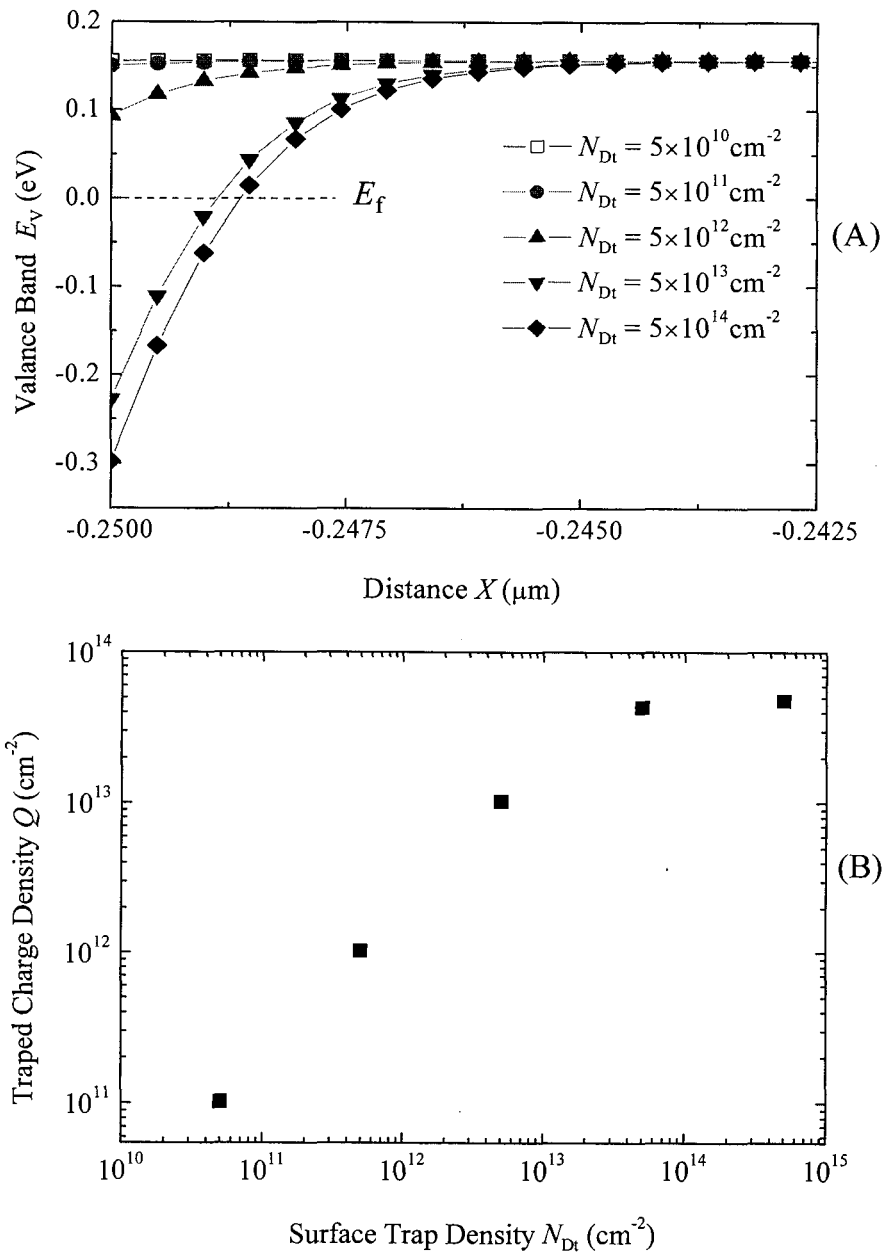 0.2
0.1
0.0
-0.1
-0.2
-0.3
Valance Band E_V (eV)
E_f
N_Dt = 5×10^10 cm^-2
N_Dt = 5×10^11 cm^-2
N_Dt = 5×10^12 cm^-2
N_Dt = 5×10^13 cm^-2
N_Dt = 5×10^14 cm^-2
(A)
-0.2500 -0.2475 -0.2450 -0.2425
Distance X (μm)
10^14
10^13
10^12
10^11
Traped Charge Density Q (cm^-2)
(B)
10^10 10^11 10^12 10^13 10^14 10^15
Surface Trap Density N_Dt (cm^-2)